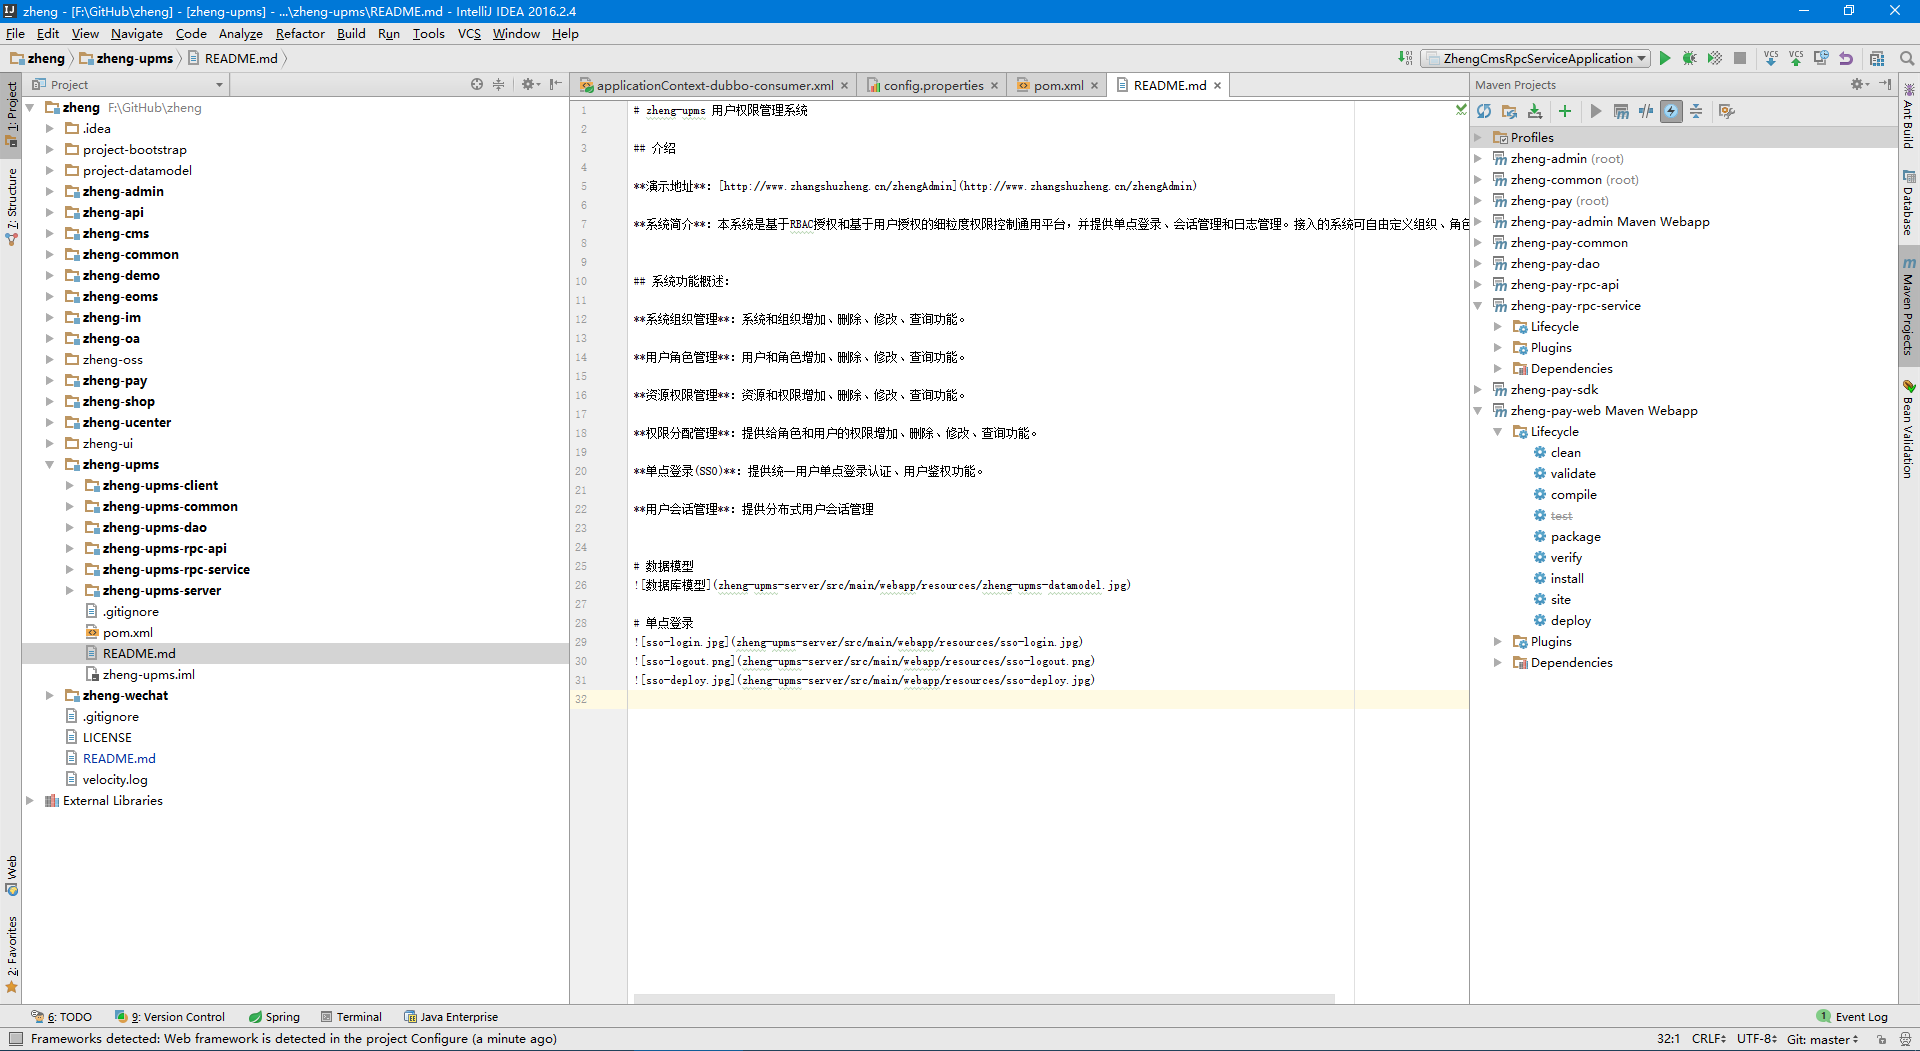 zheng - [F:\GitHub\zheng] - [zheng-upms] - ...\zheng-upms\README.md - IntelliJ IDEA 2016.2.4
File Edit View Navigate Code Analyze Refactor Build Run Tools VCS Window Help
zheng zheng-upms README.md
ZhengCmsRpcServiceApplication
VCS VCS
Project
applicationContext-dubbo-consumer.xml config.properties pom.xml README.md
Maven Projects
1: Project
7: Structure
Web
2: Favorites
zheng F:\GitHub\zheng
.idea
project-bootstrap
project-datamodel
zheng-admin
zheng-api
zheng-cms
zheng-common
zheng-demo
zheng-eoms
zheng-im
zheng-oa
zheng-oss
zheng-pay
zheng-shop
zheng-ucenter
zheng-ui
zheng-upms
zheng-upms-client
zheng-upms-common
zheng-upms-dao
zheng-upms-rpc-api
zheng-upms-rpc-service
zheng-upms-server
.gitignore
pom.xml
README.md
zheng-upms.iml
zheng-wechat
.gitignore
LICENSE
README.md
velocity.log
External Libraries
1 # zheng-upms 用户权限管理系统
2
3 ## 介绍
4
5 **演示地址**: [http://www.zhangshuzheng.cn/zhengAdmin](http://www.zhangshuzheng.cn/zhengAdmin)
6
7 **系统简介**: 本系统是基于RBAC授权和基于用户授权的细粒度权限控制通用平台，并提供单点登录、会话管理和日志管理。接入的系统可自由定义组织、角色
8
9
10 ## 系统功能概述:
11
12 **系统组织管理**: 系统和组织增加、删除、修改、查询功能。
13
14 **用户角色管理**: 用户和角色增加、删除、修改、查询功能。
15
16 **资源权限管理**: 资源和权限增加、删除、修改、查询功能。
17
18 **权限分配管理**: 提供给角色和用户的权限增加、删除、修改、查询功能。
19
20 **单点登录(SSO)**: 提供统一用户单点登录认证、用户鉴权功能。
21
22 **用户会话管理**: 提供分布式用户会话管理
23
24
25 # 数据模型
26 ![数据库模型](zheng-upms-server/src/main/webapp/resources/zheng-upms-datamodel.jpg)
27
28 # 单点登录
29 ![sso-login.jpg](zheng-upms-server/src/main/webapp/resources/sso-login.jpg)
30 ![sso-logout.png](zheng-upms-server/src/main/webapp/resources/sso-logout.png)
31 ![sso-deploy.jpg](zheng-upms-server/src/main/webapp/resources/sso-deploy.jpg)
32
Profiles
zheng-admin (root)
zheng-common (root)
zheng-pay (root)
zheng-pay-admin Maven Webapp
zheng-pay-common
zheng-pay-dao
zheng-pay-rpc-api
zheng-pay-rpc-service
Lifecycle
Plugins
Dependencies
zheng-pay-sdk
zheng-pay-web Maven Webapp
Lifecycle
clean
validate
compile
test
package
verify
install
site
deploy
Plugins
Dependencies
Ant Build
Database
Maven Projects
Bean Validation
6: TODO 9: Version Control Spring Terminal Java Enterprise 1 Event Log
Frameworks detected: Web framework is detected in the project Configure (a minute ago) 32:1 CRLF UTF-8 Git: master